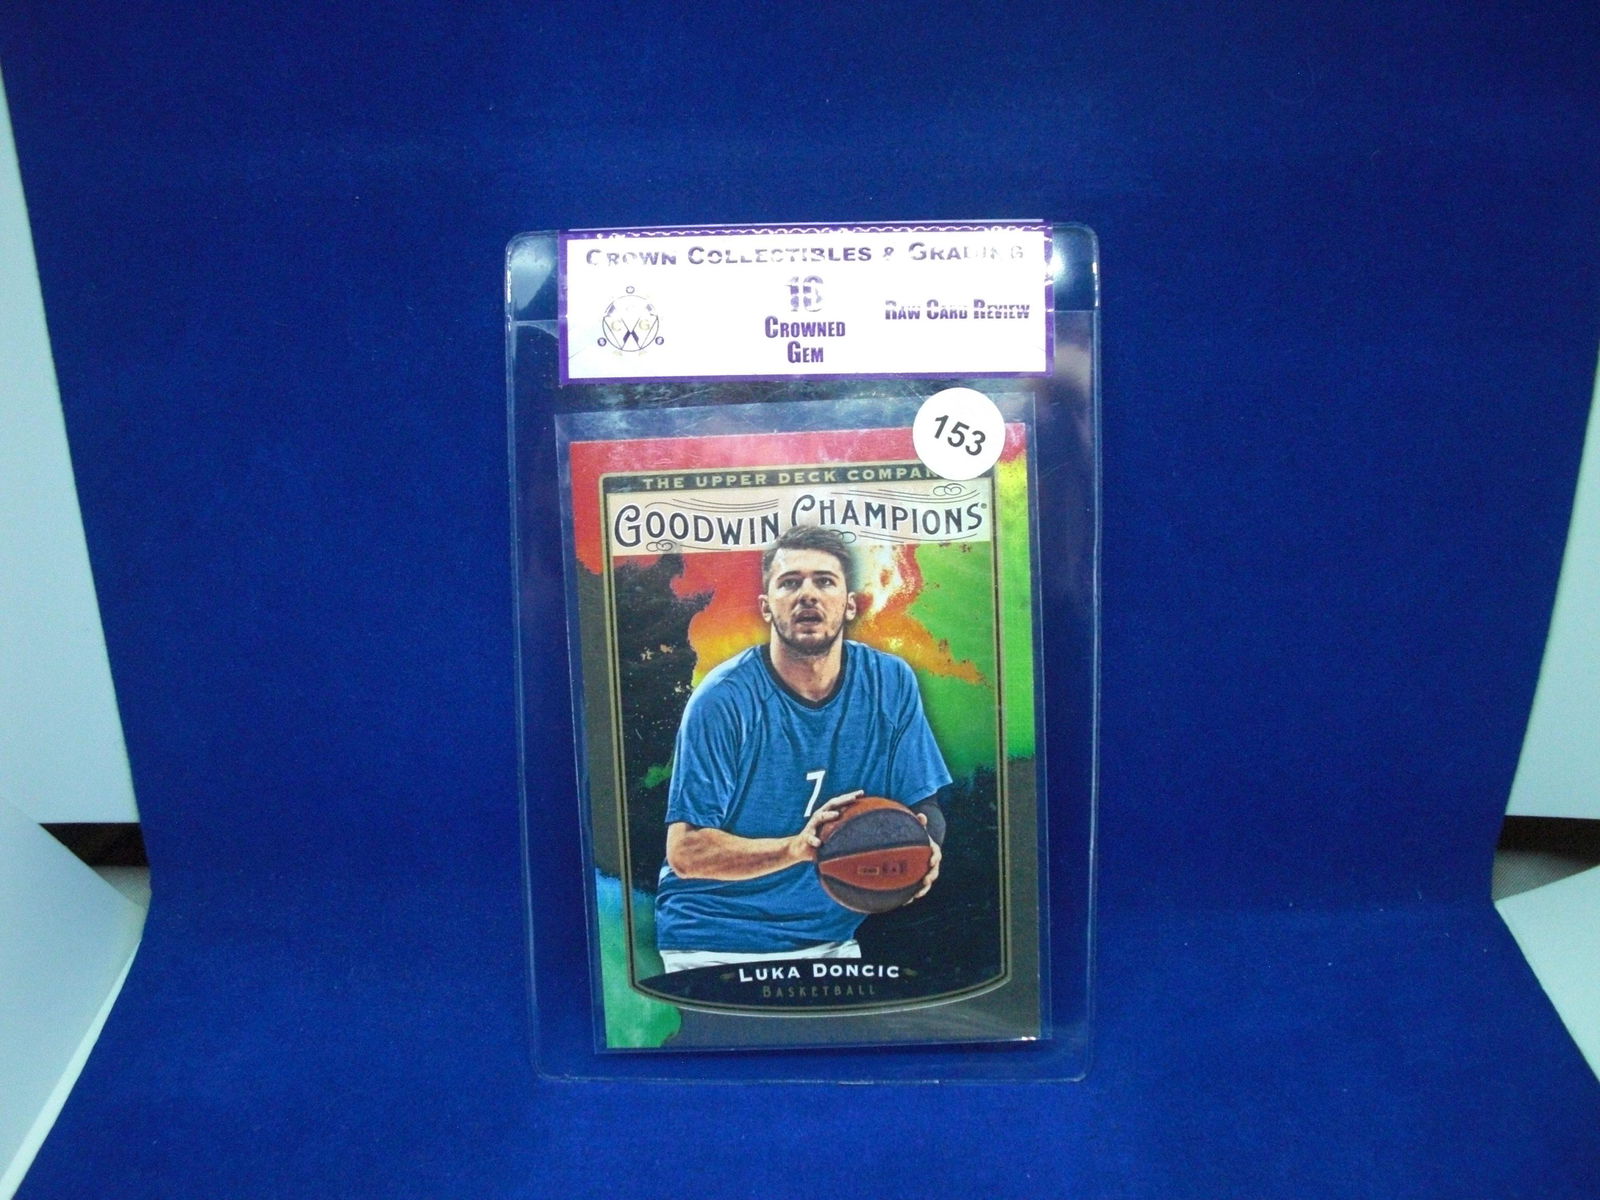 CROWN COLLECTIBLES & GRADING
10
CROWNED
GEM
RAW CARD REVIEW
C G
153
THE UPPER DECK
GOODWIN CHAMPIONS
7
LUKA DONCIC
BASKETBALL